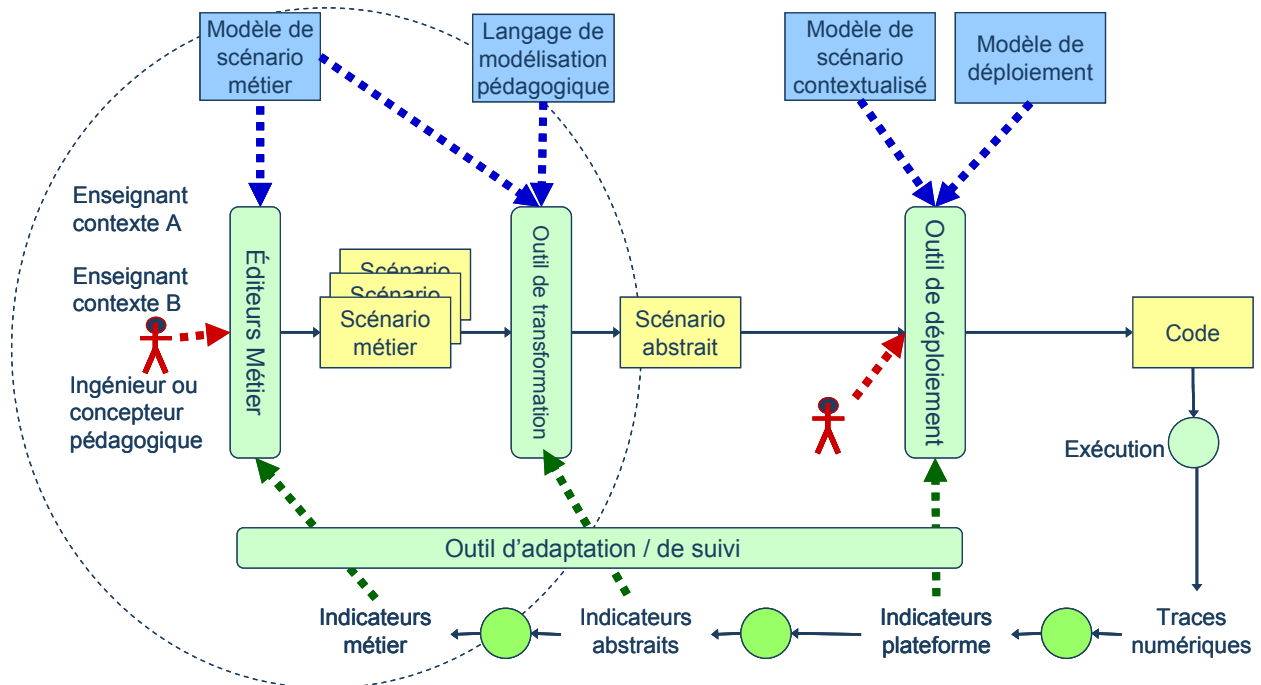 Modèle de
scénario
métier
Langage de
modélisation
pédagogique
Modèle de
scénario
contextualisé
Modèle de
déploiement
Enseignant
contexte A
Enseignant
contexte B
Ingénieur ou
concepteur
pédagogique
Éditeurs Métier
Scénario
Scénario
Scénario
métier
Outil de transformation
Scénario
abstrait
Outil de déploiement
Code
Exécution
Outil d’adaptation / de suivi
Indicateurs
métier
Indicateurs
abstraits
Indicateurs
plateforme
Traces
numériques